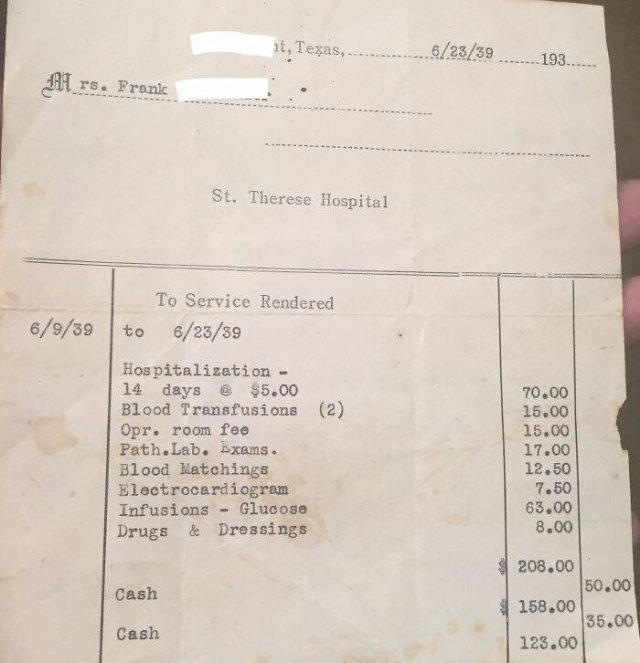 nt, Texas, 6/23/39 193
Mrs. Frank
St. Therese Hospital
To Service Rendered
6/9/39 to 6/23/39
Hospitalization -
14 days @ $5.00 70.00
Blood Transfusions (2) 15.00
Opr. room fee 15.00
Path.Lab. Exams. 17.00
Blood Matchings 12.50
Electrocardiogram 7.50
Infusions - Glucose 63.00
Drugs & Dressings 8.00
$ 208.00
Cash 50.00
$ 158.00
Cash 35.00
123.00